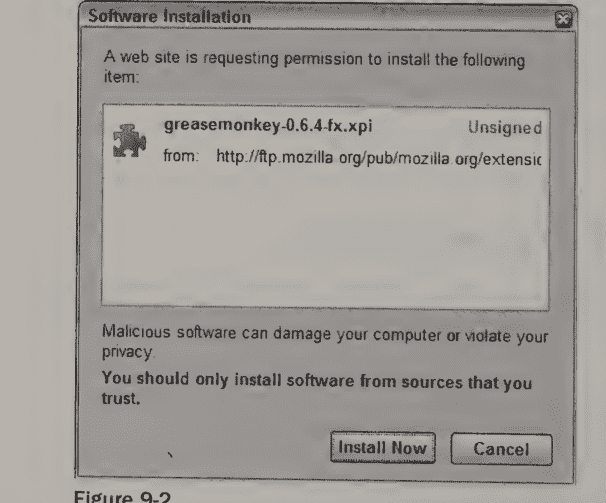 Software Installation
A web site is requesting permission to install the following
item:
greasemonkey-0.6.4-fx.xpi Unsigned
from: http://ftp.mozilla.org/pub/mozilla.org/extensic
Malicious software can damage your computer or violate your
privacy.
You should only install software from sources that you
trust.
Install Now Cancel
Figure 9-2